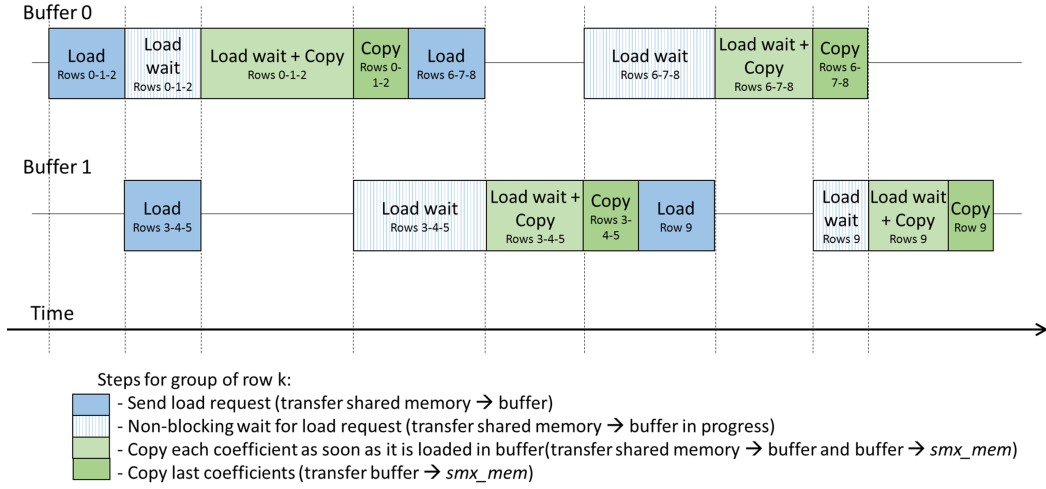 Buffer 0
Load
Rows 0-1-2
Load
wait
Rows 0-1-2
Load wait + Copy
Rows 0-1-2
Copy
Rows 0-
1-2
Load
Rows 6-7-8
Load wait
Rows 6-7-8
Load wait +
Copy
Rows 6-7-8
Copy
Rows 6-
7-8
Buffer 1
Load
Rows 3-4-5
Load wait
Rows 3-4-5
Load wait +
Copy
Rows 3-4-5
Copy
Rows 3-
4-5
Load
Row 9
Load
wait
Rows 9
Load wait
+ Copy
Rows 9
Copy
Row 9
Time
Steps for group of row k:
- Send load request (transfer shared memory → buffer)
- Non-blocking wait for load request (transfer shared memory → buffer in progress)
- Copy each coefficient as soon as it is loaded in buffer(transfer shared memory → buffer and buffer → smx_mem)
- Copy last coefficients (transfer buffer → smx_mem)